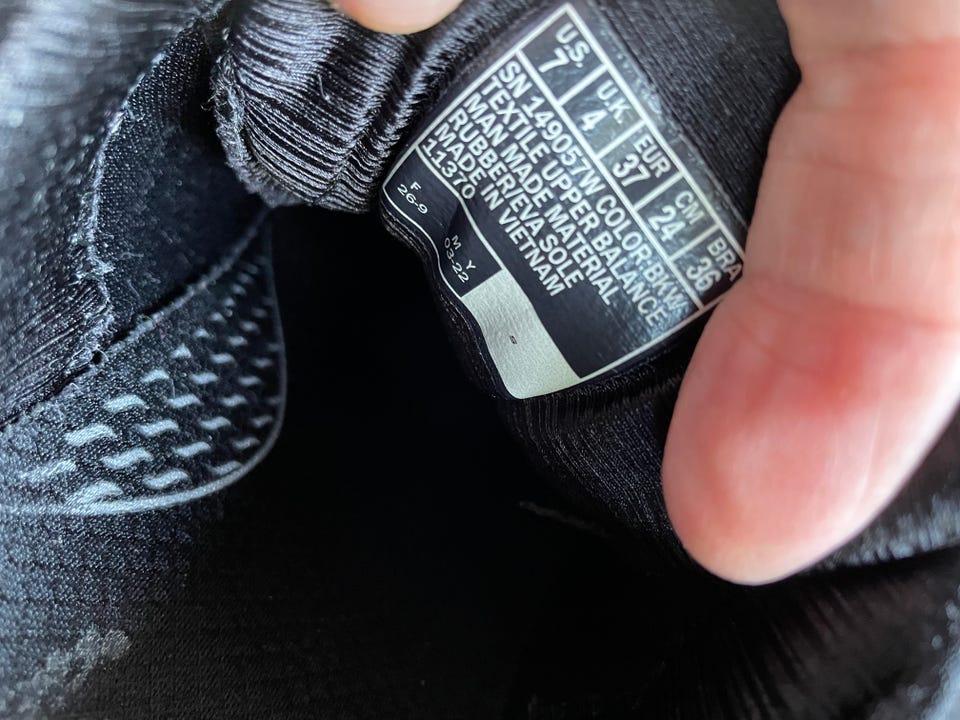 U.S. U.K. EUR CM BRA
7 4 37 24 36
SN 149057W COLOR:BKW
TEXTILE UPPER BALANCE
MAN MADE MATERIAL
RUBBER/EVA SOLE
MADE IN VIETNAM
11370
F
26-9
M Y
03-22